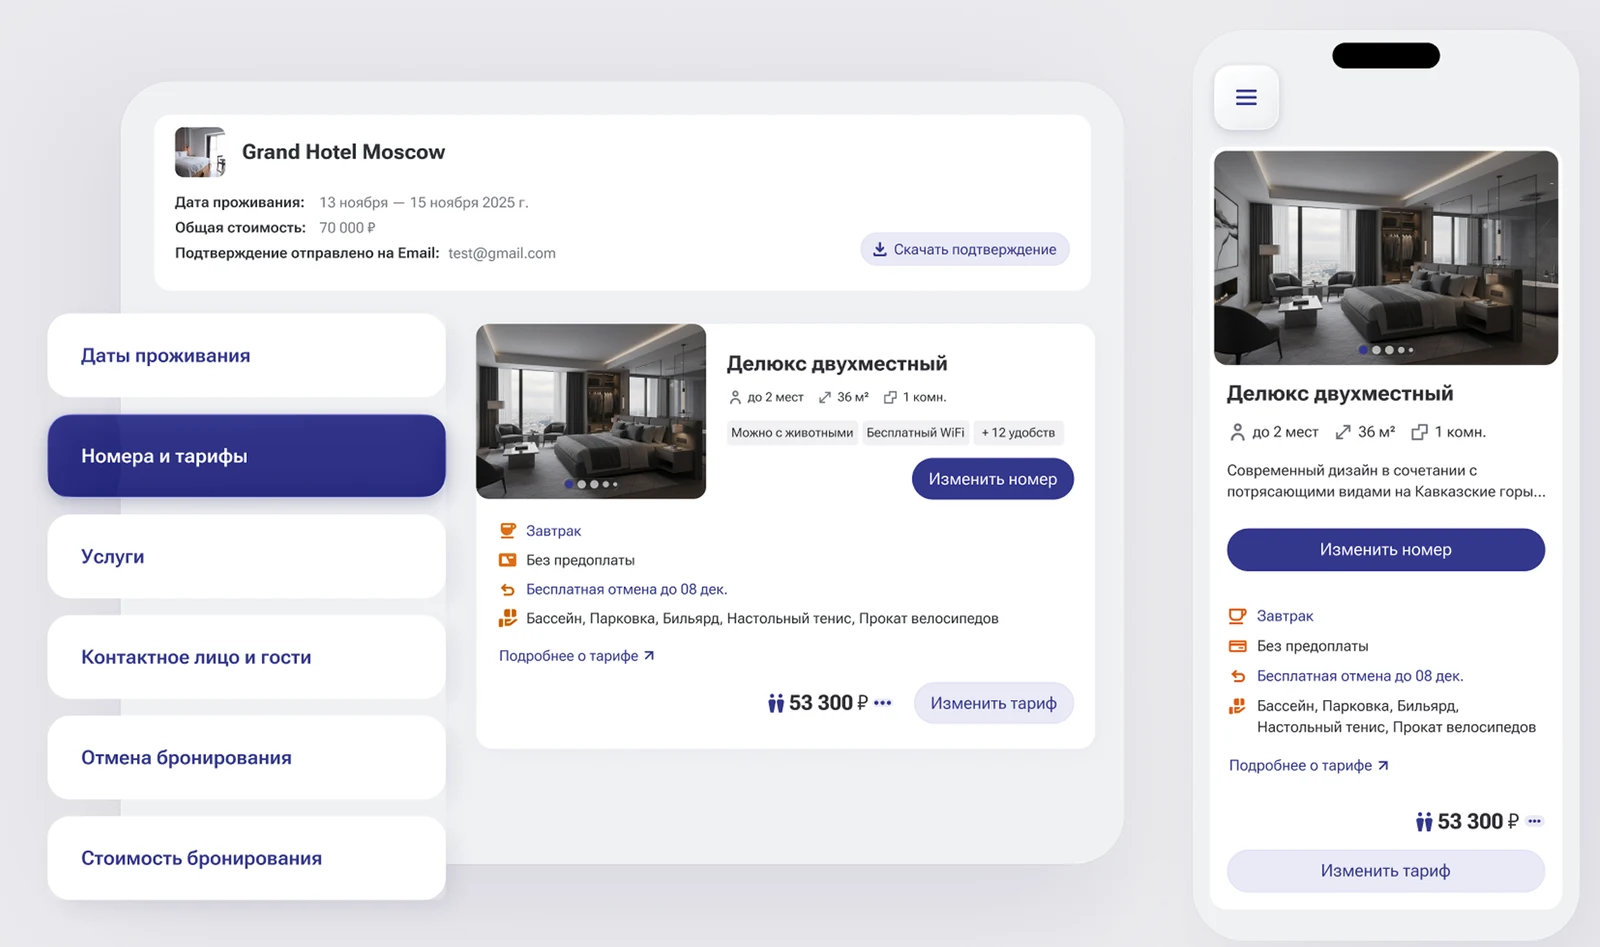 Grand Hotel Moscow
Дата проживания: 13 ноября — 15 ноября 2025 г.
Общая стоимость: 70 000 ₽
Подтверждение отправлено на Email: test@gmail.com
Скачать подтверждение
Даты проживания
Номера и тарифы
Услуги
Контактное лицо и гости
Отмена бронирования
Стоимость бронирования
Делюкс двухместный
до 2 мест 36 м² 1 комн.
Можно с животными Бесплатный WiFi + 12 удобств
Изменить номер
Завтрак
Без предоплаты
Бесплатная отмена до 08 дек.
Бассейн, Парковка, Бильярд, Настольный тенис, Прокат велосипедов
Подробнее о тарифе
53 300 ₽
Изменить тариф
Делюкс двухместный
до 2 мест 36 м² 1 комн.
Современный дизайн в сочетании с
потрясающими видами на Кавказские горы...
Изменить номер
Завтрак
Без предоплаты
Бесплатная отмена до 08 дек.
Бассейн, Парковка, Бильярд,
Настольный тенис, Прокат велосипедов
Подробнее о тарифе
53 300 ₽
Изменить тариф